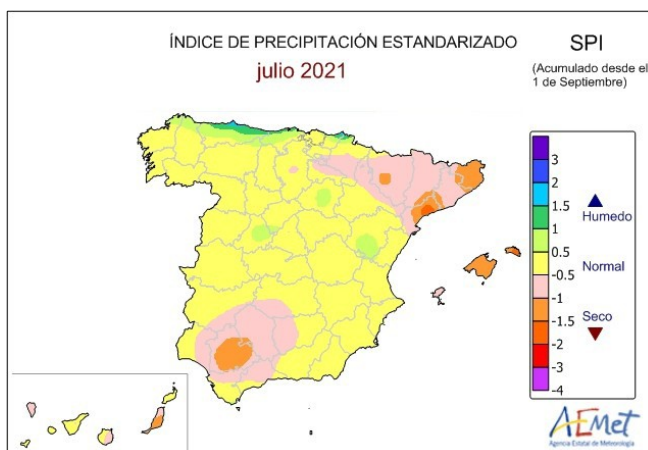 ÍNDICE DE PRECIPITACIÓN ESTANDARIZADO
SPI
julio 2021
(Acumulado desde el
1 de Septiembre)
3
2
1.5
1
0.5
-0.5
-1
-1.5
-2
-3
-4
Humedo
Normal
Seco
AEMet
Agencia Estatal de Meteorología